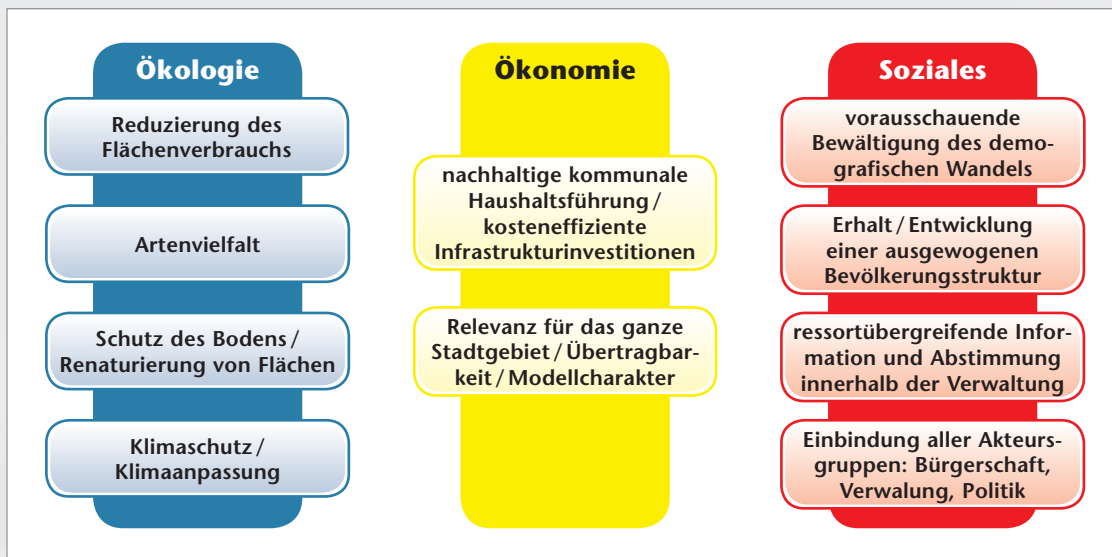 Ökologie
Reduzierung des
Flächenverbrauchs
Artenvielfalt
Schutz des Bodens /
Renaturierung von Flächen
Klimaschutz /
Klimaanpassung
Ökonomie
nachhaltige kommunale
Haushaltsführung /
kosteneffiziente
Infrastrukturinvestitionen
Relevanz für das ganze
Stadtgebiet / Übertragbar-
keit / Modellcharakter
Soziales
vorausschauende
Bewältigung des demo-
grafischen Wandels
Erhalt / Entwicklung
einer ausgewogenen
Bevölkerungsstruktur
ressortübergreifende Infor-
mation und Abstimmung
innerhalb der Verwaltung
Einbindung aller Akteurs-
gruppen: Bürgerschaft,
Verwalung, Politik